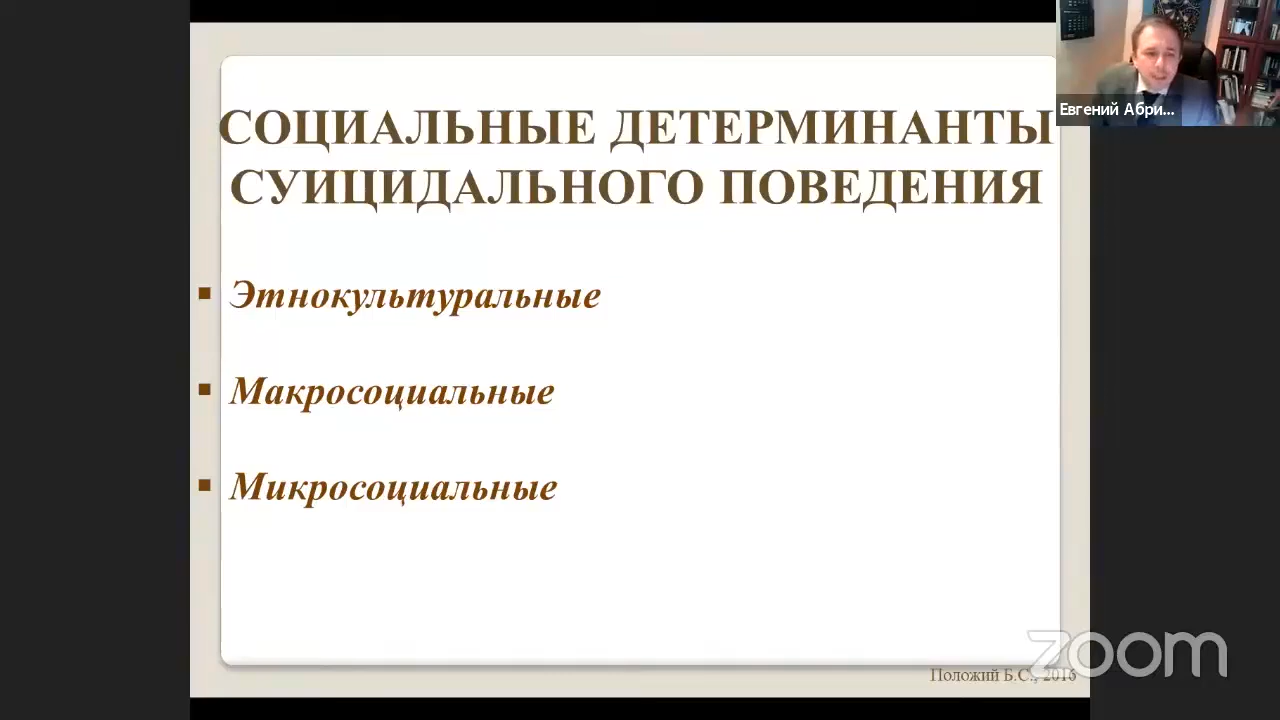 СОЦИАЛЬНЫЕ ДЕТЕРМИНАНТЫ
СУИЦИДАЛЬНОГО ПОВЕДЕНИЯ
Этнокультуральные
Макросоциальные
Микросоциальные
Положий Б.С., 2016
Евгений Абри...
zoom